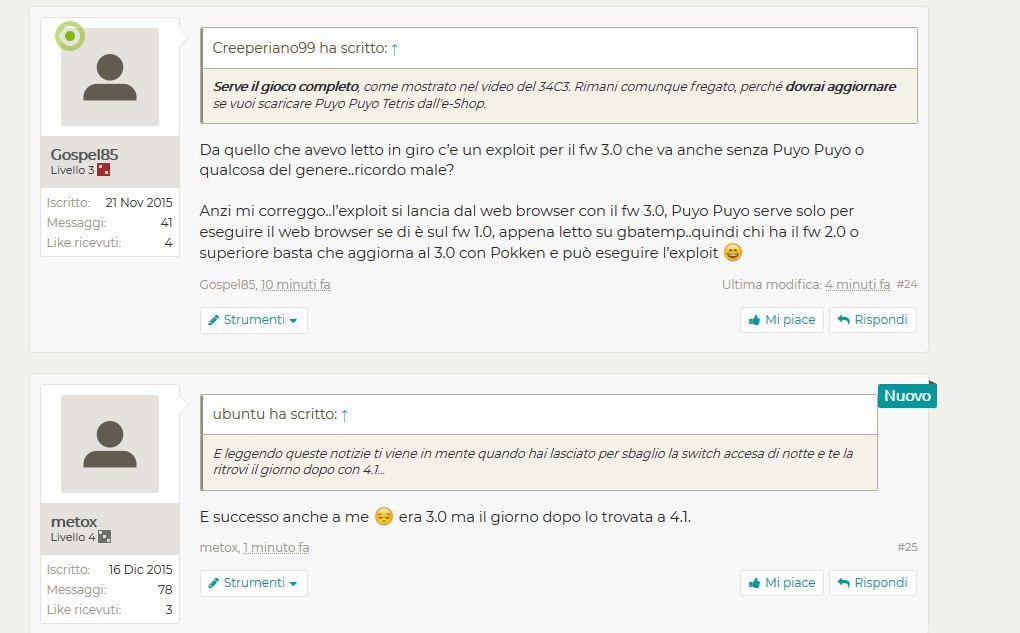 Gospel85
Livello 3
Iscritto: 21 Nov 2015
Messaggi: 41
Like ricevuti: 4
Creeperiano99 ha scritto: ↑
Serve il gioco completo, come mostrato nel video del 34C3. Rimani comunque fregato, perché dovrai aggiornare
se vuoi scaricare Puyo Puyo Tetris dall'e-Shop.
Da quello che avevo letto in giro c'e un exploit per il fw 3.0 che va anche senza Puyo Puyo o
qualcosa del genere..ricordo male?
Anzi mi correggo..l'exploit si lancia dal web browser con il fw 3.0, Puyo Puyo serve solo per
eseguire il web browser se di è sul fw 1.0, appena letto su gbatemp..quindi chi ha il fw 2.0 o
superiore basta che aggiorna al 3.0 con Pokken e può eseguire l'exploit 😄
Gospel85, 10 minuti fa
Ultima modifica: 4 minuti fa #24
Strumenti
Mi piace
Rispondi
Nuovo
metox
Livello 4
Iscritto: 16 Dic 2015
Messaggi: 78
Like ricevuti: 3
ubuntu ha scritto: ↑
E leggendo queste notizie ti viene in mente quando hai lasciato per sbaglio la switch accesa di notte e te la
ritrovi il giorno dopo con 4.1...
E successo anche a me 😔 era 3.0 ma il giorno dopo lo trovata a 4.1.
metox, 1 minuto fa
#25
Strumenti
Mi piace
Rispondi